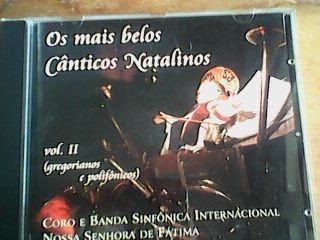 Os mais belos
Cânticos Natalinos
vol. II
(gregorianos
e polifônicos)
CORO E BANDA SINFÔNICA INTERNACIONAL
NOSSA SENHORA DE FÁTIMA